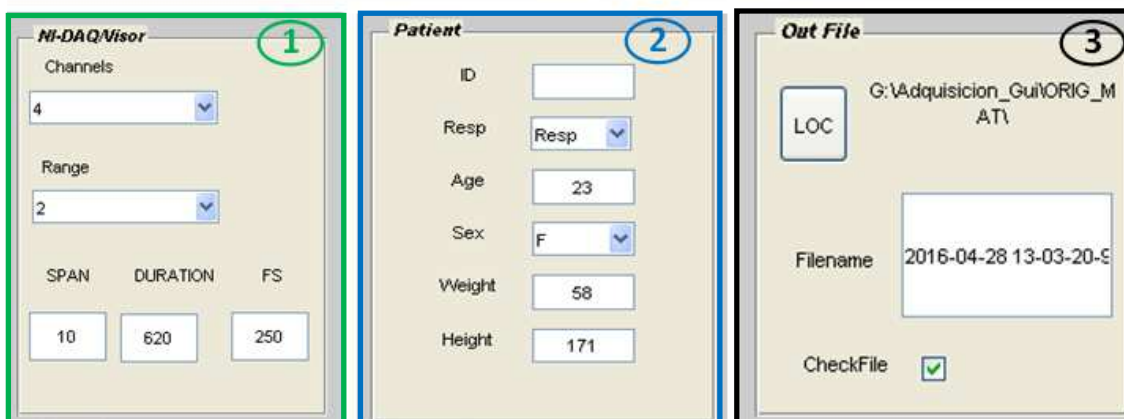 NI-DAQ/Visor
1
Channels
4
Range
2
SPAN DURATION FS
10 620 250
Patient
2
ID
Resp Resp
Age 23
Sex F
Weight 58
Height 171
Out File
3
LOC
G:\Adquisicion_Gui\ORIG_M
AT\
Filename 2016-04-28 13-03-20-9
CheckFile